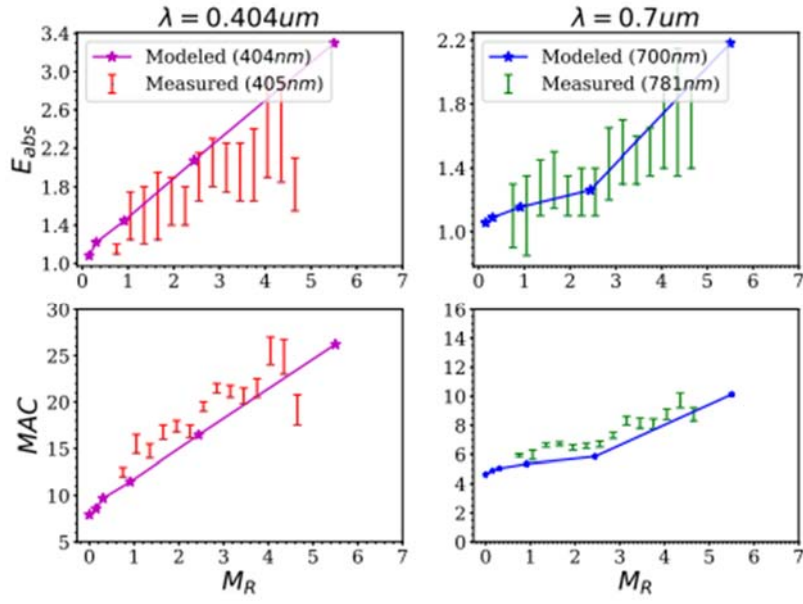 λ = 0.404um
λ = 0.7um
3.4
3.0
2.6
2.2
1.8
1.4
1.0
E_abs
Modeled (404nm)
Measured (405nm)
0 1 2 3 4 5 6 7
2.2
1.8
1.4
1.0
Modeled (700nm)
Measured (781nm)
0 1 2 3 4 5 6 7
30
25
20
15
10
5
MAC
0 1 2 3 4 5 6 7
M_R
16
14
12
10
8
6
4
2
0
0 1 2 3 4 5 6 7
M_R